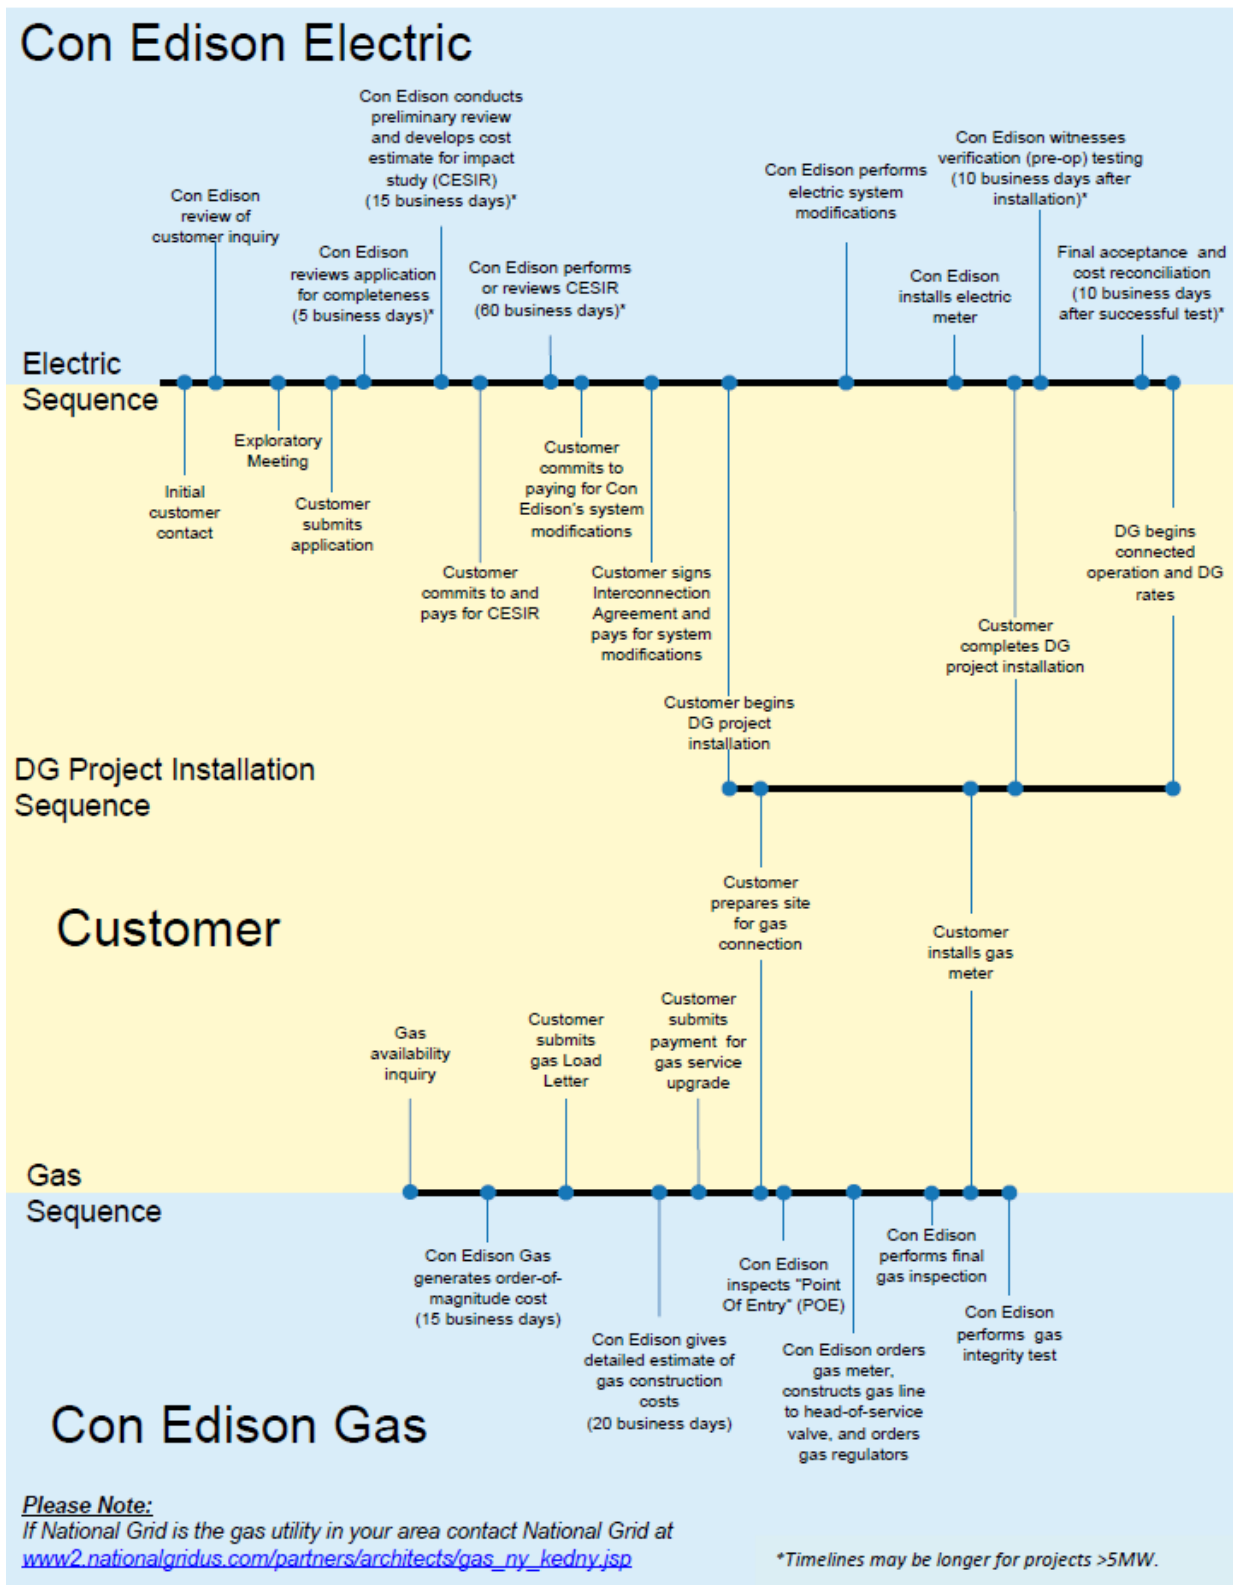 Con Edison Electric
Con Edison
review of
customer inquiry
Con Edison
reviews application
for completeness
(5 business days)*
Con Edison conducts
preliminary review
and develops cost
estimate for impact
study (CESIR)
(15 business days)*
Con Edison performs
or reviews CESIR
(60 business days)*
Con Edison performs
electric system
modifications
Con Edison
installs electric
meter
Con Edison witnesses
verification (pre-op) testing
(10 business days after
installation)*
Final acceptance and
cost reconciliation
(10 business days
after successful test)*
Electric
Sequence
Initial
customer
contact
Exploratory
Meeting
Customer
submits
application
Customer
commits to and
pays for CESIR
Customer
commits to
paying for Con
Edison's system
modifications
Customer signs
Interconnection
Agreement and
pays for system
modifications
Customer begins
DG project
installation
Customer
completes DG
project installation
DG begins
connected
operation and DG
rates
DG Project Installation
Sequence
Customer
prepares site
for gas
connection
Customer
installs gas
meter
Customer
Gas
availability
inquiry
Customer
submits
gas Load
Letter
Customer
submits
payment for
gas service
upgrade
Gas
Sequence
Con Edison Gas
generates order-of-
magnitude cost
(15 business days)
Con Edison gives
detailed estimate of
gas construction
costs
(20 business days)
Con Edison
inspects "Point
Of Entry" (POE)
Con Edison orders
gas meter,
constructs gas line
to head-of-service
valve, and orders
gas regulators
Con Edison
performs final
gas inspection
Con Edison
performs gas
integrity test
Con Edison Gas
Please Note:
If National Grid is the gas utility in your area contact National Grid at
www2.nationalgridus.com/partners/architects/gas_ny_kedny.jsp
*Timelines may be longer for projects >5MW.